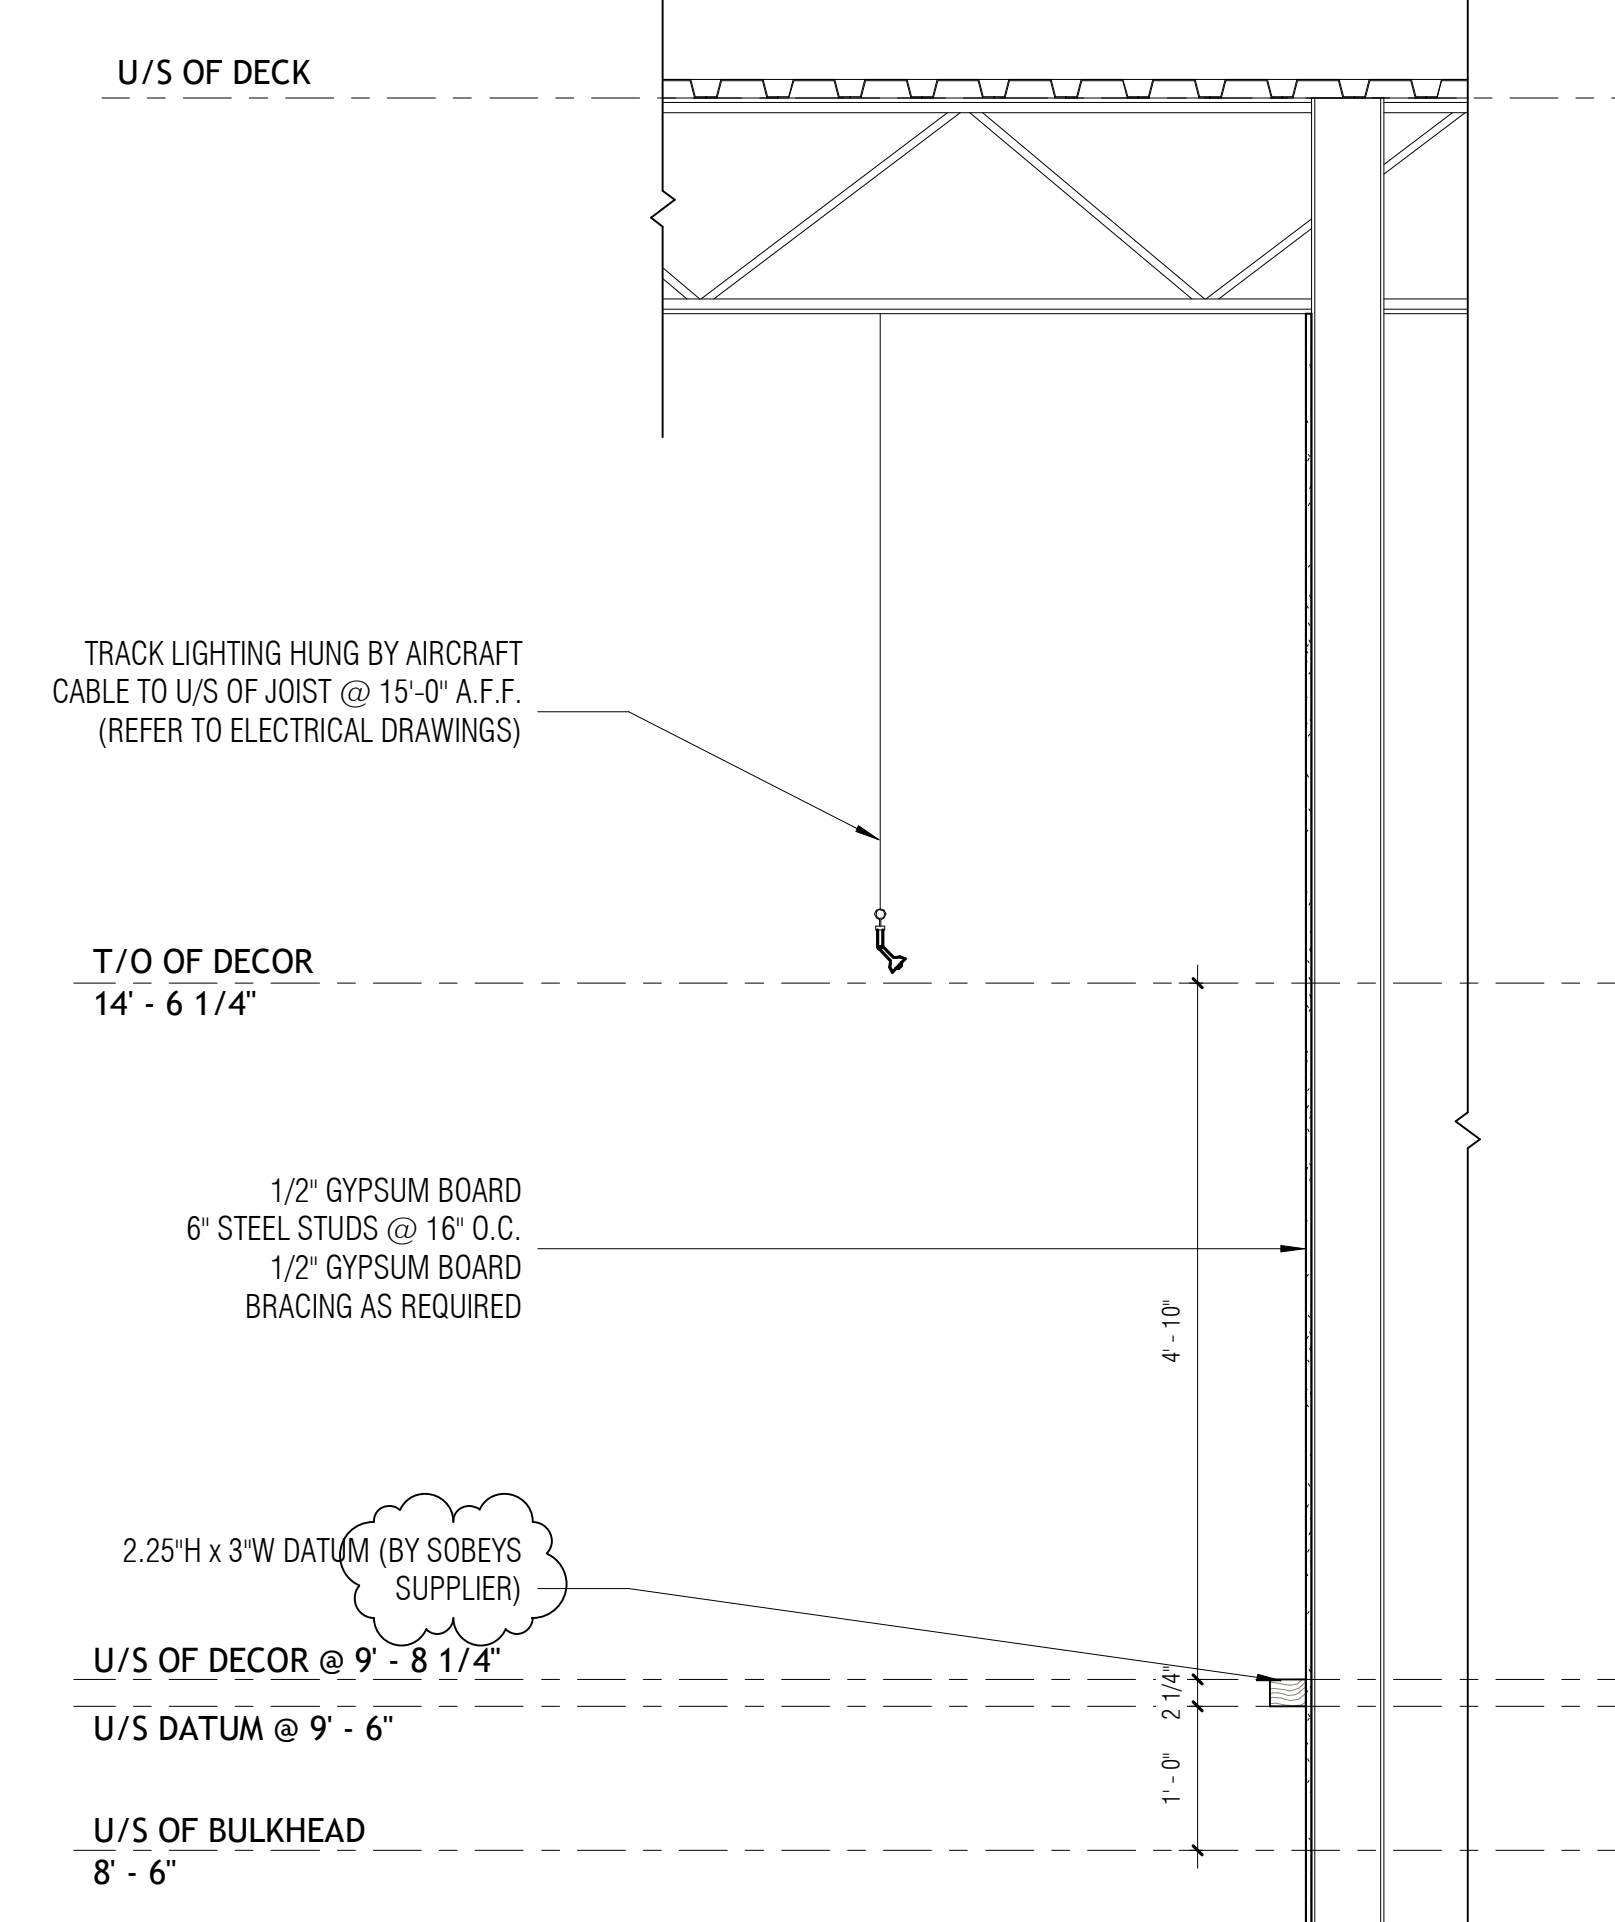 U/S OF DECK
TRACK LIGHTING HUNG BY AIRCRAFT
CABLE TO U/S OF JOIST @ 15'-0" A.F.F.
(REFER TO ELECTRICAL DRAWINGS)
T/O OF DECOR
14' - 6 1/4"
1/2" GYPSUM BOARD
6" STEEL STUDS @ 16" O.C.
1/2" GYPSUM BOARD
BRACING AS REQUIRED
4' - 10"
2.25"H x 3"W DATUM (BY SOBEYS
SUPPLIER)
U/S OF DECOR @ 9' - 8 1/4"
2 1/4"
U/S DATUM @ 9' - 6"
1' - 0"
U/S OF BULKHEAD
8' - 6"